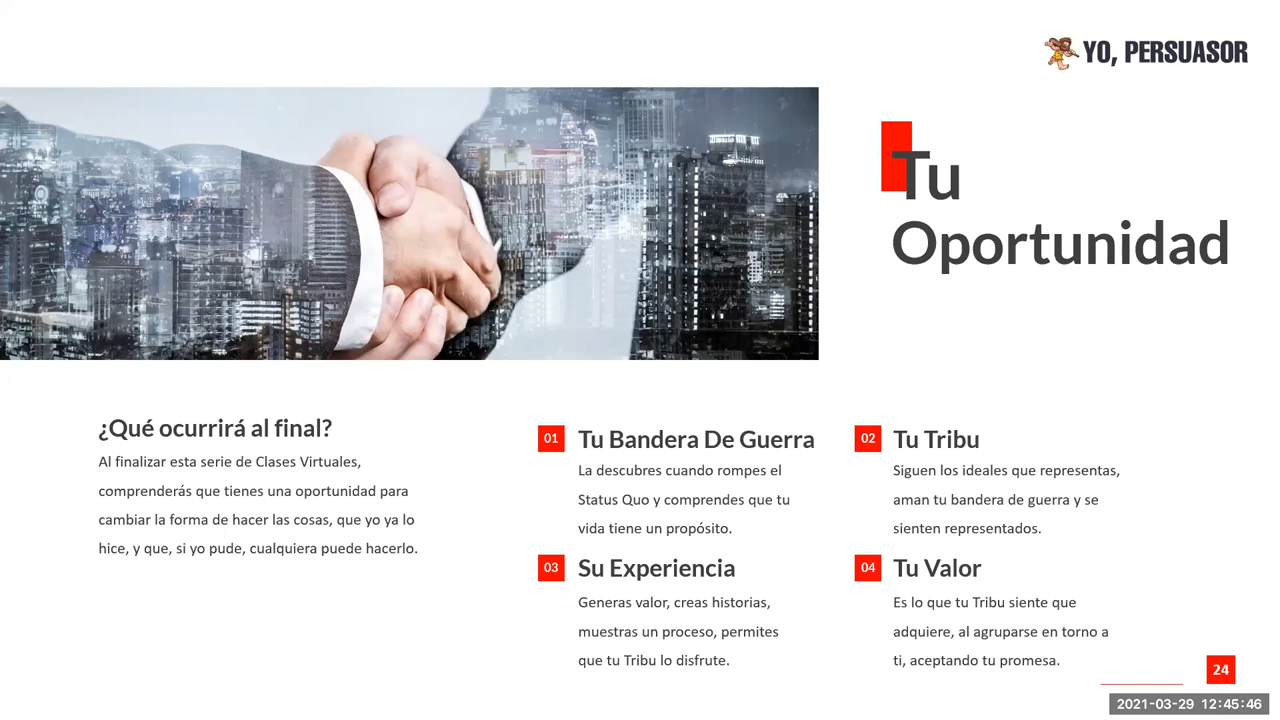 YO, PERSUASOR
Tu
Oportunidad
¿Qué ocurrirá al final?
Al finalizar esta serie de Clases Virtuales,
comprenderás que tienes una oportunidad para
cambiar la forma de hacer las cosas, que yo ya lo
hice, y que, si yo pude, cualquiera puede hacerlo.
01
Tu Bandera De Guerra
La descubres cuando rompes el
Status Quo y comprendes que tu
vida tiene un propósito.
02
Tu Tribu
Siguen los ideales que representas,
aman tu bandera de guerra y se
sienten representados.
03
Su Experiencia
Generas valor, creas historias,
muestras un proceso, permites
que tu Tribu lo disfrute.
04
Tu Valor
Es lo que tu Tribu siente que
adquiere, al agruparse en torno a
ti, aceptando tu promesa.
24
2021-03-29 12:45:46